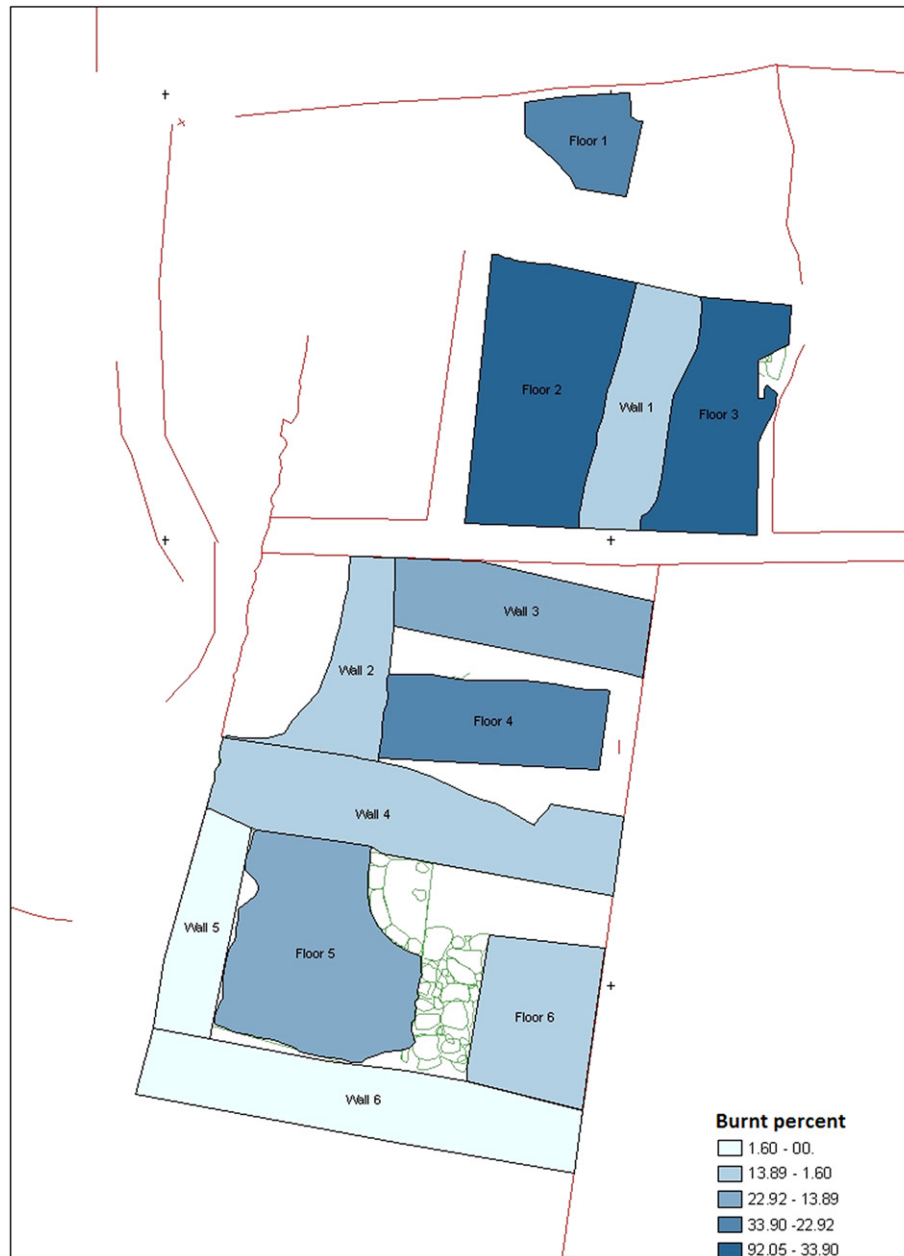 Floor 1
Floor 2
Wall 1
Floor 3
Wall 3
Wall 2
Floor 4
Wall 4
Wall 5
Floor 5
Floor 6
Wall 6
Burnt percent
1.60 - 00.
13.89 - 1.60
22.92 - 13.89
33.90 -22.92
92.05 - 33.90